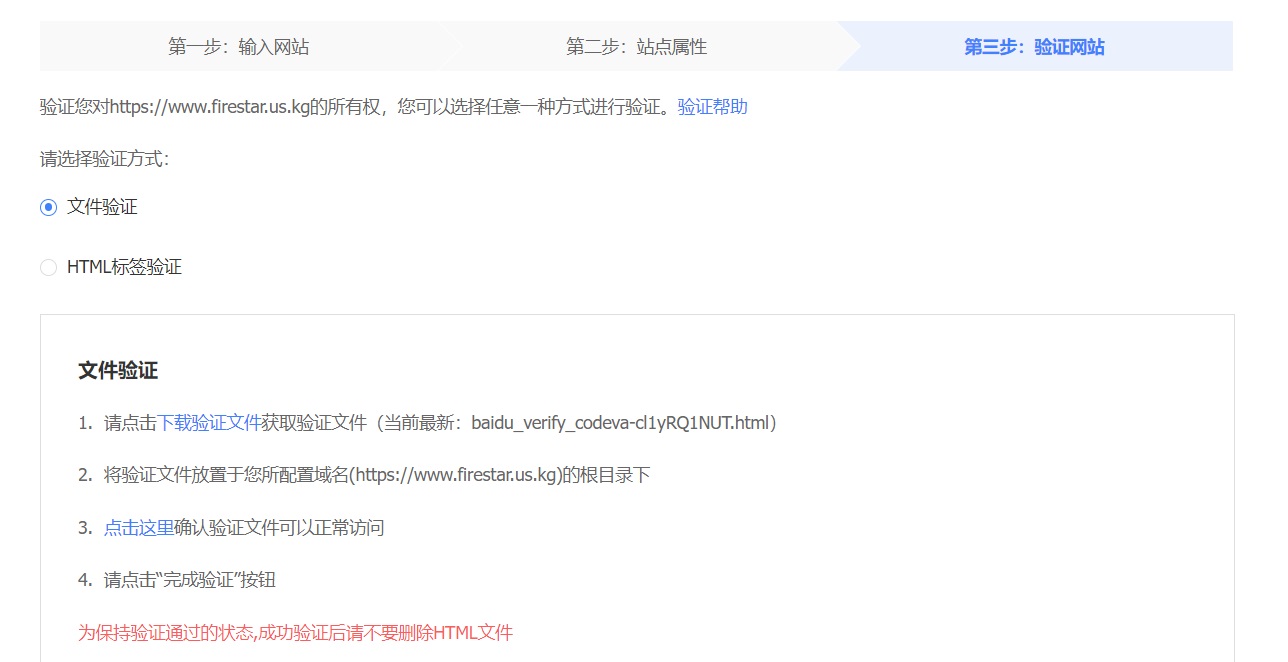 第一步：输入网站
第二步：站点属性
第三步：验证网站
验证您对https://www.firestar.us.kg的所有权，您可以选择任意一种方式进行验证。验证帮助
请选择验证方式：
文件验证
HTML标签验证
文件验证
1. 请点击下载验证文件获取验证文件（当前最新：baidu_verify_codeva-cl1yRQ1NUT.html）
2. 将验证文件放置于您所配置域名(https://www.firestar.us.kg)的根目录下
3. 点击这里确认验证文件可以正常访问
4. 请点击“完成验证”按钮
为保持验证通过的状态,成功验证后请不要删除HTML文件